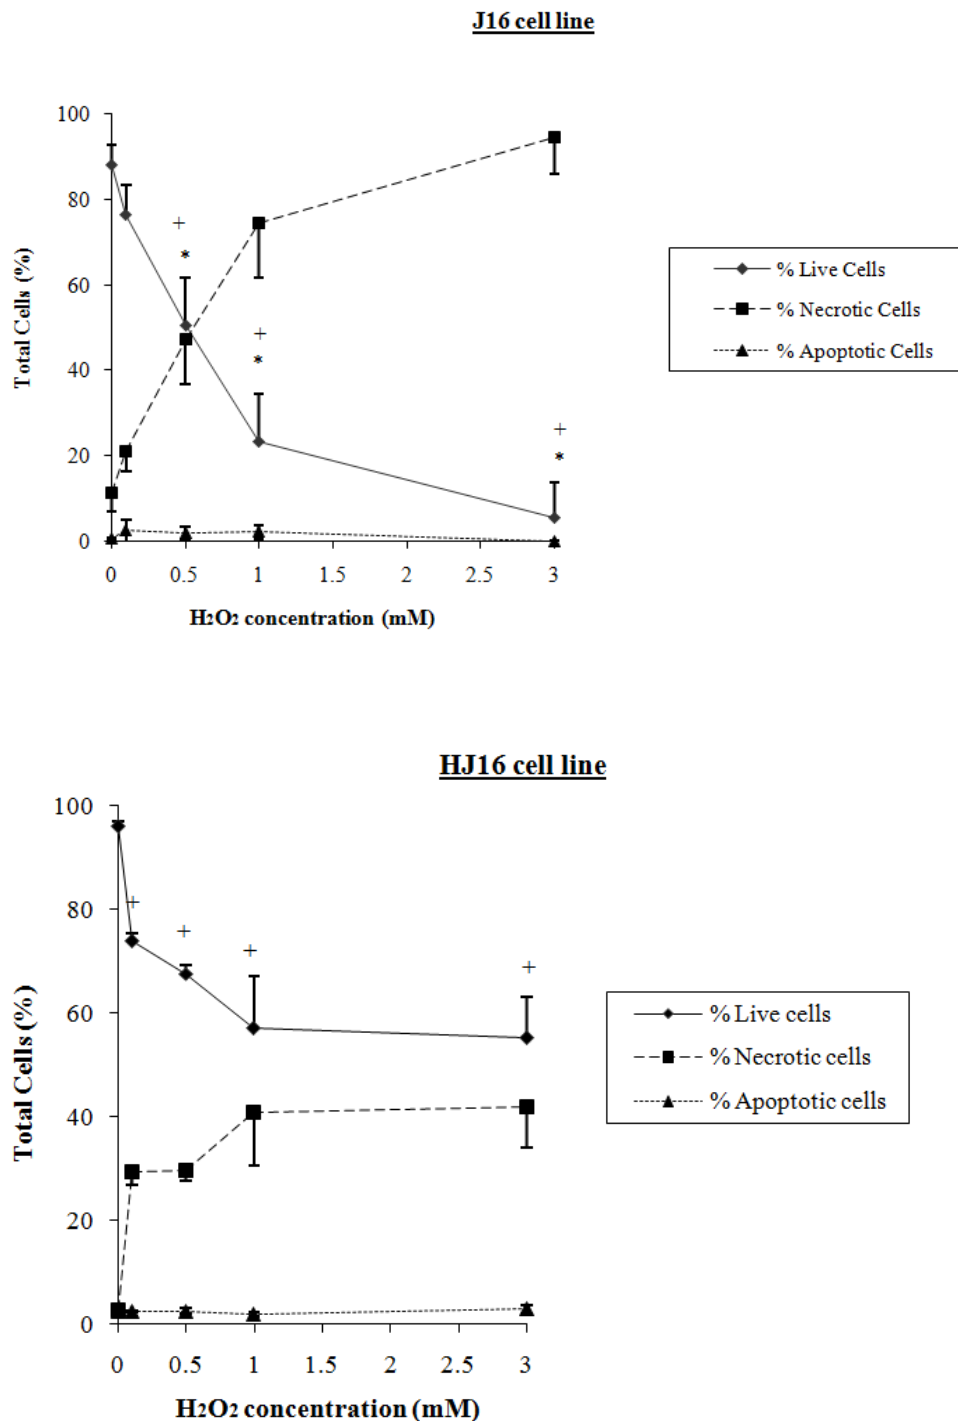 J16 cell line
100
80
60
40
20
0
Total Cells (%)
+
*
+
*
+
*
0 0.5 1 1.5 2 2.5 3
H2O2 concentration (mM)
% Live Cells
% Necrotic Cells
% Apoptotic Cells
HJ16 cell line
100
80
60
40
20
0
Total Cells (%)
+
+
+
+
0 0.5 1 1.5 2 2.5 3
H2O2 concentration (mM)
% Live cells
% Necrotic cells
% Apoptotic cells